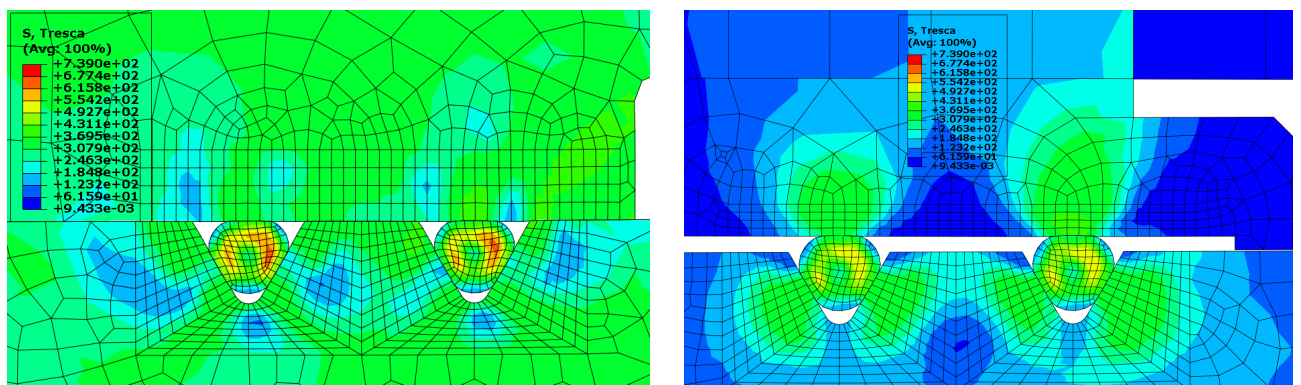 S, Tresca
(Avg: 100%)
+7.390e+02
+6.774e+02
+6.158e+02
+5.542e+02
+4.927e+02
+4.311e+02
+3.695e+02
+3.079e+02
+2.463e+02
+1.848e+02
+1.232e+02
+6.159e+01
+9.433e-03
S, Tresca
(Avg: 100%)
+7.390e+02
+6.774e+02
+6.158e+02
+5.542e+02
+4.927e+02
+4.311e+02
+3.695e+02
+3.079e+02
+2.463e+02
+1.848e+02
+1.232e+02
+6.159e+01
+9.433e-03